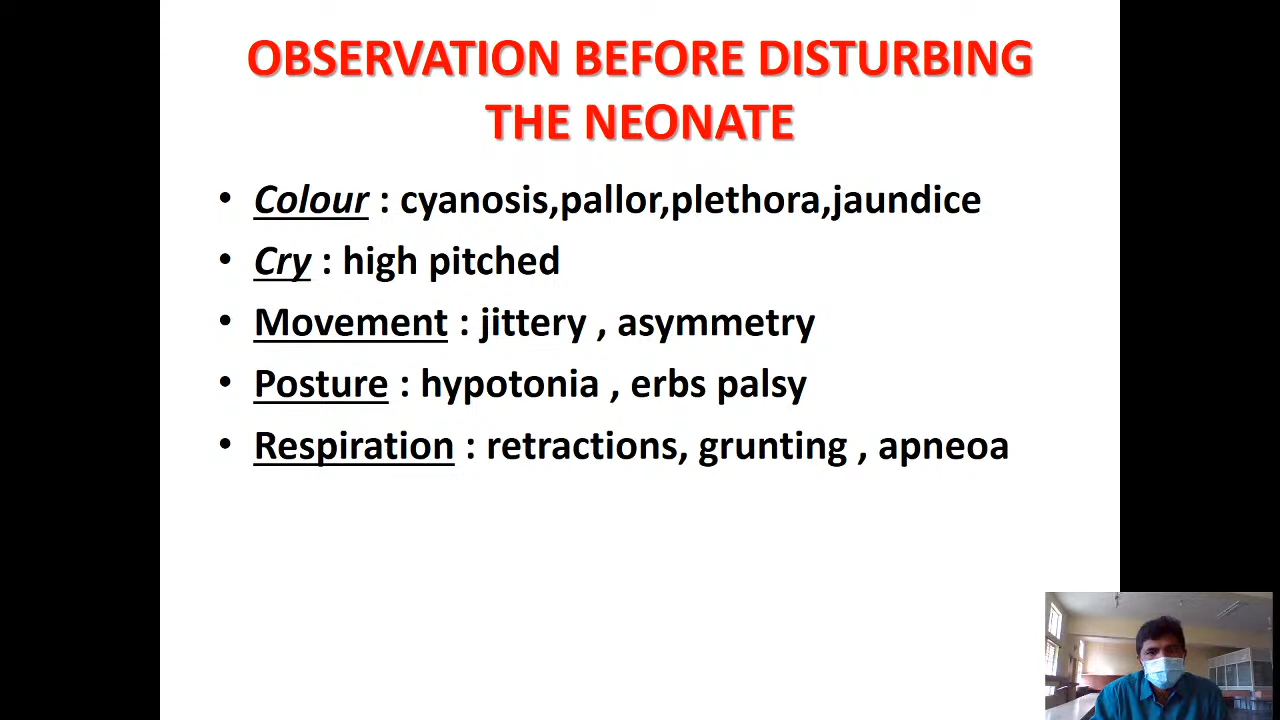 OBSERVATION BEFORE DISTURBING
THE NEONATE
• Colour : cyanosis,pallor,plethora,jaundice
• Cry : high pitched
• Movement : jittery , asymmetry
• Posture : hypotonia , erbs palsy
• Respiration : retractions, grunting , apneoa